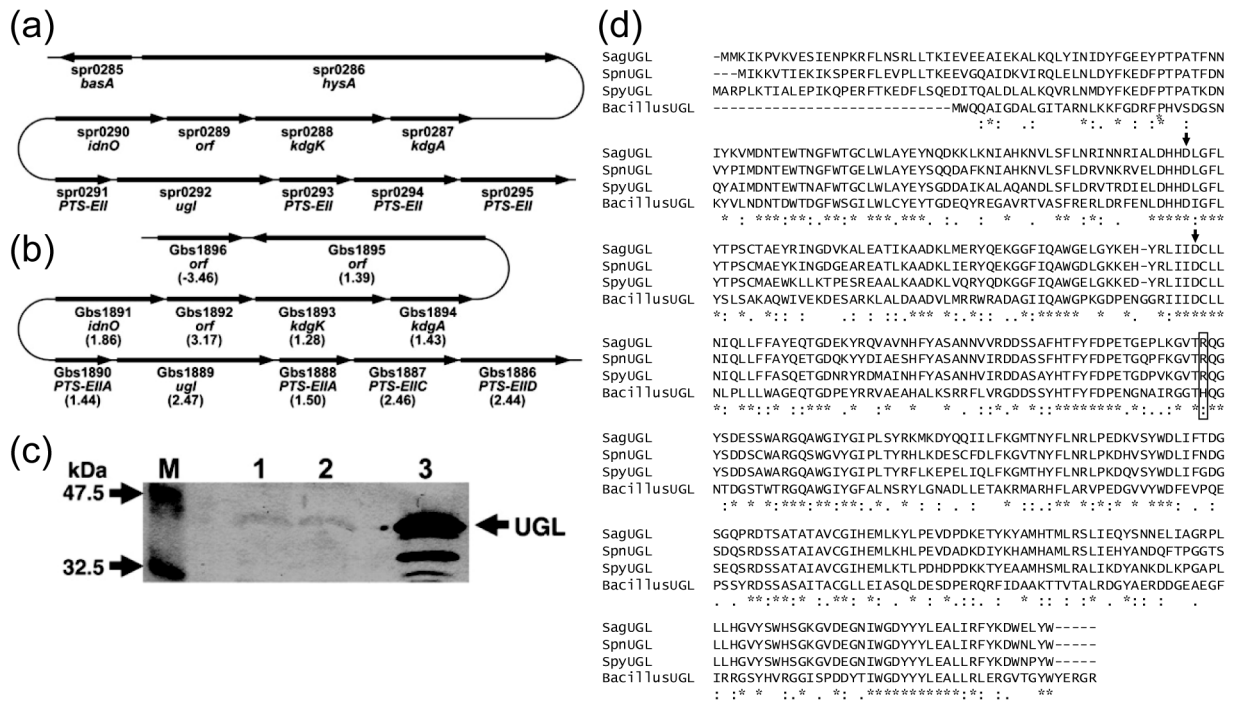 (a)
spr0285 spr0286
basA hysA
spr0290 spr0289 spr0288 spr0287
idnO orf kdgK kdgA
spr0291 spr0292 spr0293 spr0294 spr0295
PTS-EII ugl PTS-EII PTS-EII PTS-EII
(b)
Gbs1896 Gbs1895
orf orf
(-3.46) (1.39)
Gbs1891 Gbs1892 Gbs1893 Gbs1894
idnO orf kdgK kdgA
(1.86) (3.17) (1.28) (1.43)
Gbs1890 Gbs1889 Gbs1888 Gbs1887 Gbs1886
PTS-EIIA ugl PTS-EIIA PTS-EIIC PTS-EIID
(1.44) (2.47) (1.50) (2.46) (2.44)
(c)
kDa M 1 2 3
47.5
UGL
32.5
(d)
SagUGL -MMKIKPVKVESIENPKRFLNSRLLTKIEVEEAIEKALKQLYINIDYFGEEYPTPATFNN
SpnUGL ---MIKKVTIEKIKSPERFLEVPLLTKEEVGQAIDKVIRQLELNLDYFKEDFPTPATFDN
SpyUGL MARPLKTIALEPIKQPERFTKEDFLSQEDITQALDLALKQVRLNMDYFKEDFPTPATKDN
BacillusUGL ----------------------------MWQQAIGDALGITARNLKKFGDRFPHVSDGSN
:*: .: *:. * : :* :
SagUGL IYKVMDNTEWTNGFWTGCLWLAYEYNQDKKLKNIAHKNVLSFLNRINNRIALDHHDLGFL
SpnUGL VYPIMDNTEWTNGFWTGELWLAYEYSQQDAFKNIAHKNVLSFLDRVNKRVELDHHDLGFL
SpyUGL QYAIMDNTEWTNAFWTGCLWLAYEYSGDDAIKALAQANDLSFLDRVTRDIELDHHDLGFL
BacillusUGL KYVLNDNTDWTDGFWSGILWLCYEYTGDEQYREGAVRTVASFRERLDRFENLDHHDIGFL
* : ***:**:.**:* ***.***. :. : * . ** :*: . *****:***
SagUGL YTPSCTAEYRINGDVKALEATIKAADKLMERYQEKGGFIQAWGELGYKEH-YRLIIDCLL
SpnUGL YTPSCMAEYKINGDGEAREATLKAADKLIERYQEKGGFIQAWGDLGKKEH-YRLIIDCLL
SpyUGL YTPSCMAEWKLLKTPESREAALKAADKLVQRYQDKGGFIQAWGELGKKED-YRLIIDCLL
BacillusUGL YSLSAKAQWIVEKDESARKLALDAADVLMRRWRADAGIIQAWGPKGDPENGGRIIIDCLL
*: *. *: : .: : ::.*** *:.*:: .*:***** * *. *:******
SagUGL NIQLLFFAYEQTGDEKYRQVAVNHFYASANNVVRDDSSAFHTFYFDPETGEPLKGVTRQG
SpnUGL NIQLLFFAYEQTGDQKYYDIAESHFYASANNVIRDDSSAFHTFYFDPETGQPFKGVTRQG
SpyUGL NIQLLFFASQETGDNRYRDMAINHFYASANHVIRDDASAYHTFYFDPETGDPVKGVTRQG
BacillusUGL NLPLLLWAGEQTGDPEYRRVAEAHALKSRRFLVRGDDSSYHTFYFDPENGNAIRGGTHQG
SagUGL YSDESSWARGQAWGIYGIPLSYRKMKDYQQIILFKGMTNYFLNRLPEDKVSYWDLIFTDG
SpnUGL YSDDSCWARGQSWGVYGIPLTYRHLKDESCFDLFKGVTNYFLNRLPKDHVSYWDLIFNDG
SpyUGL YSDDSAWARGQAWGIYGIPLTYRFLKEPELIQLFKGMTHYFLNRLPKDQVSYWDLIFGDG
BacillusUGL NTDGSTWTRGQAWGIYGFALNSRYLGNADLLETAKRMARHFLARVPEDGVVYWDFEVPQE
SagUGL SGQPRDTSATAIAVCGIHEMLKYLPEVDPDKETYKYAMHTMLRSLIEQYSNNELIAGRPL
SpnUGL SDQSRDSSATAIAVCGIHEMLKHLPEVDADKDIYKHAMHAMLRSLIEHYANDQFTPGGTS
SpyUGL SEQSRDSSATAIAVCGIHEMLKTLPDHDPDKKTYEAAMHSMLRALIKDYANKDLKPGAPL
BacillusUGL PSSYRDSSASAITACGLLEIASQLDESDPERQRFIDAAKTTVTALRDGYAERDDGEAEGF
SagUGL LLHGVYSWHSGKGVDEGNIWGDYYYLEALIRFYKDWELYW-----
SpnUGL LLHGVYSWHSGKGVDEGNIWGDYYYLEALIRFYKDWNLYW-----
SpyUGL LLHGVYSWHSGKGVDEGNIWGDYYYLEALLRFYKDWNPYW-----
BacillusUGL IRRGSYHVRGGISPDDYTIWGDYYYLEALLRLERGVTGYWYERGR
: :* * :.* . *: .***********:*: . **